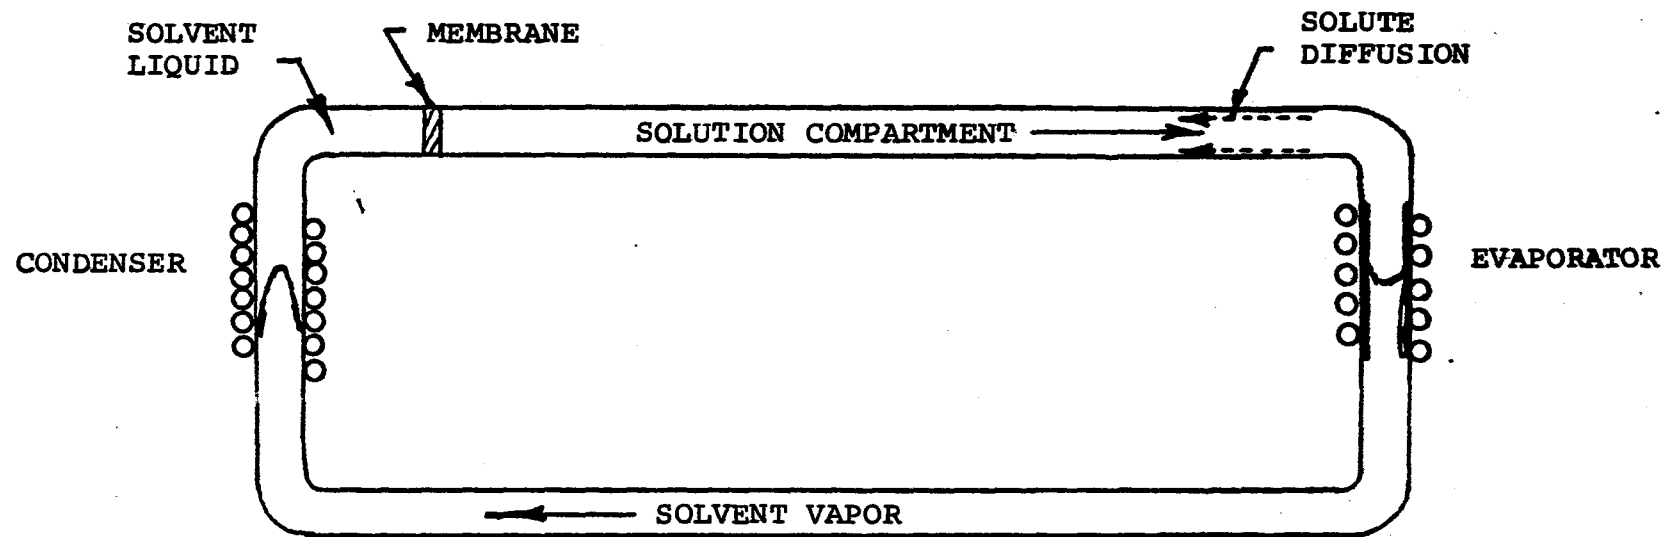 SOLVENT
LIQUID
MEMBRANE
SOLUTE
DIFFUSION
SOLUTION COMPARTMENT
CONDENSER
EVAPORATOR
SOLVENT VAPOR